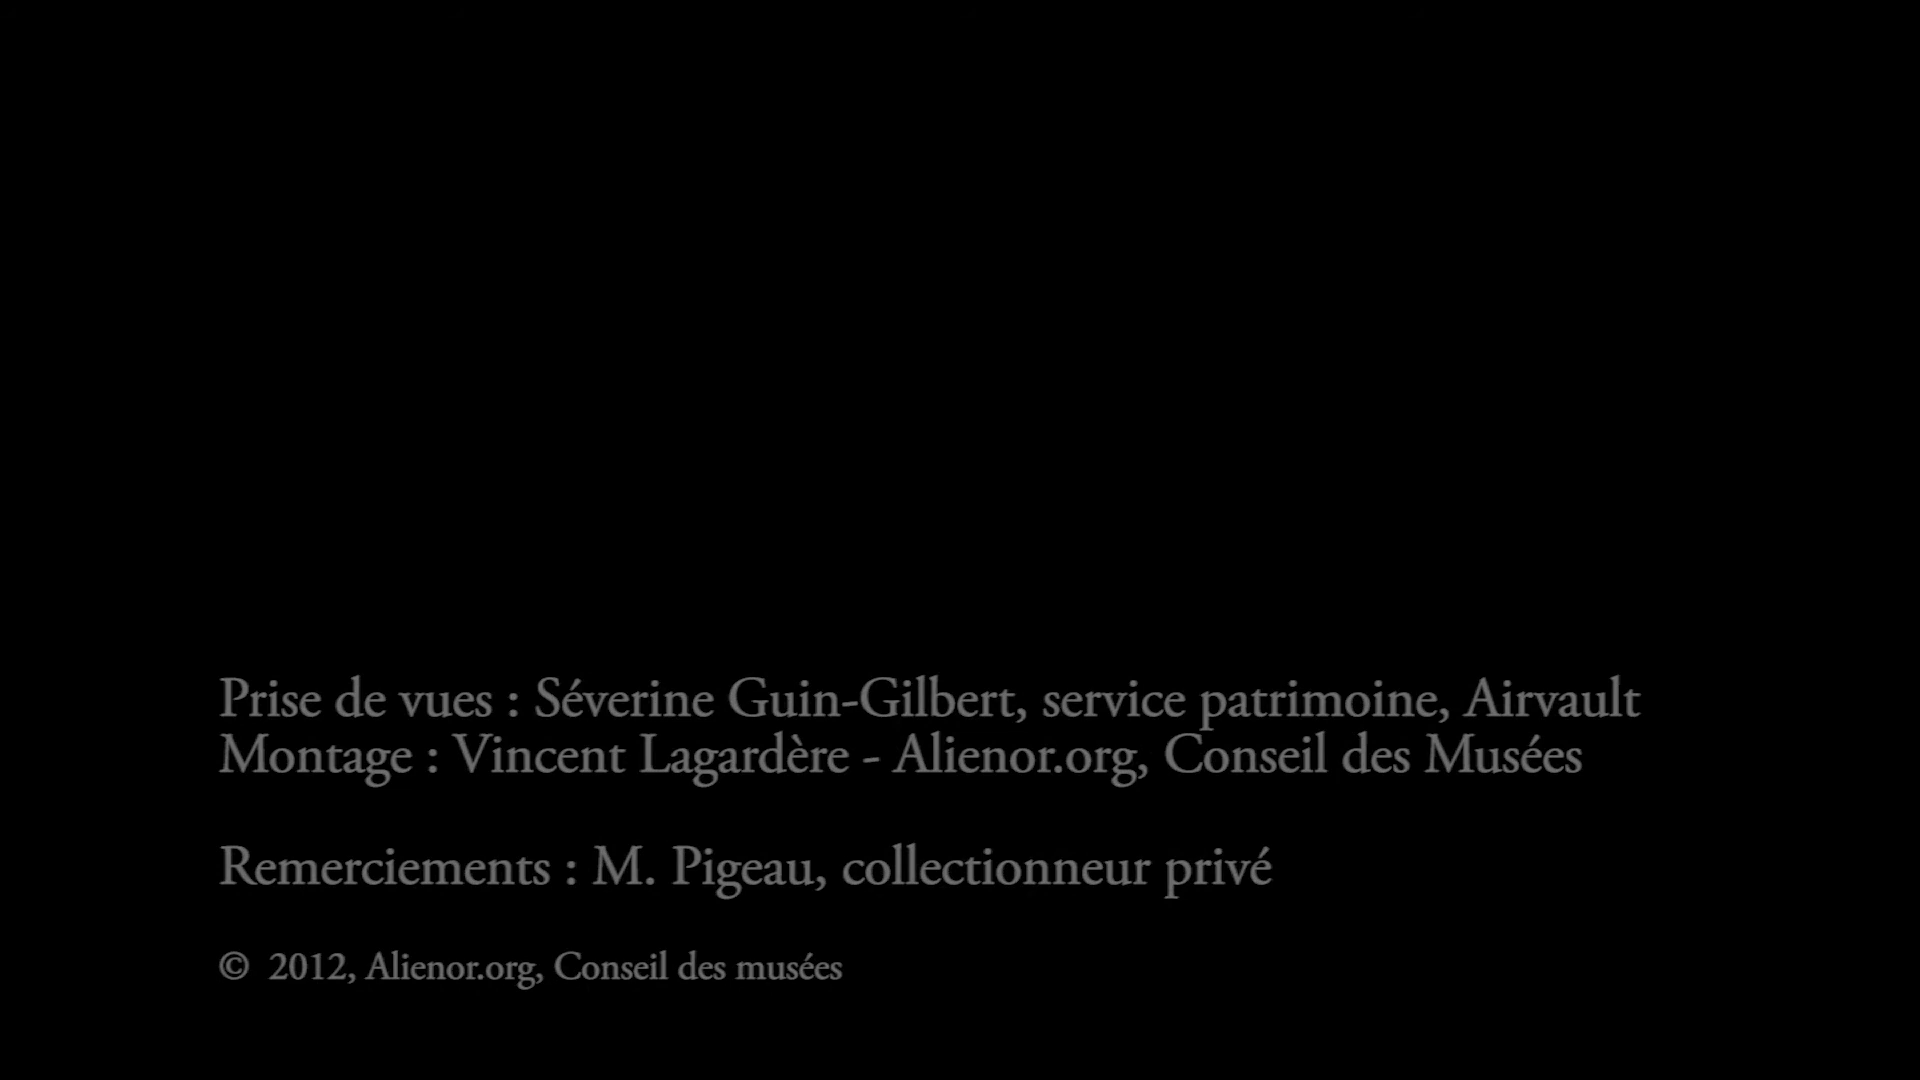 Prise de vues : Séverine Guin-Gilbert, service patrimoine, Airvault
Montage : Vincent Lagardère - Alienor.org, Conseil des Musées
Remerciements : M. Pigeau, collectionneur privé
© 2012, Alienor.org, Conseil des musées